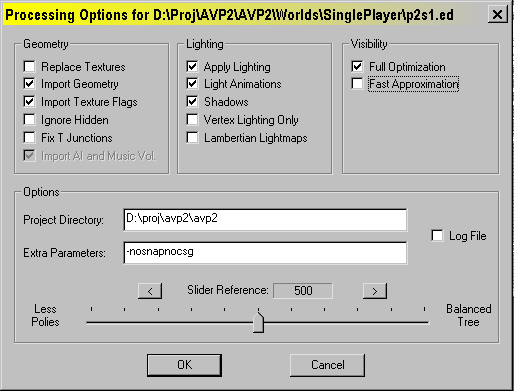 Processing Options for D:\Proj\AVP2\AVP2\Worlds\SinglePlayer\p2s1.ed
Geometry
Replace Textures
Import Geometry
Import Texture Flags
Ignore Hidden
Fix T Junctions
Import AI and Music Vol.
Lighting
Apply Lighting
Light Animations
Shadows
Vertex Lighting Only
Lambertian Lightmaps
Visibility
Full Optimization
Fast Approximation
Options
Project Directory: D:\proj\avp2\avp2
Extra Parameters: -nosnapnocsg
Log File
< Slider Reference: 500 >
Less Polies
Balanced Tree
OK Cancel